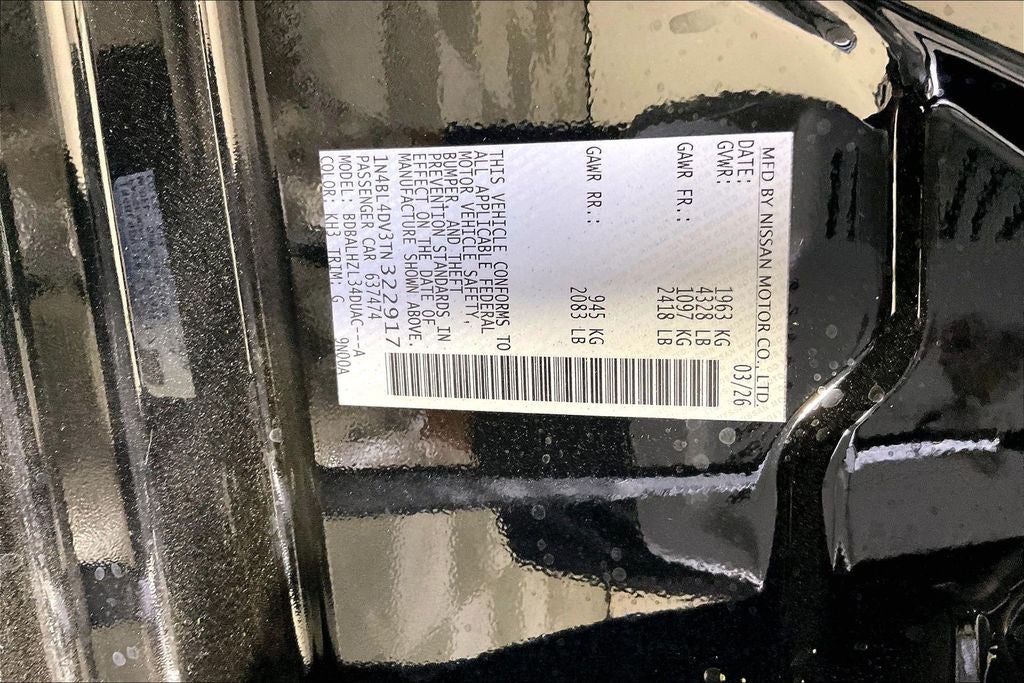 MFD BY NISSAN MOTOR CO., LTD.
DATE: 03/26
GVWR: 1963 KG
4328 LB
GAWR FR.: 1097 KG
2418 LB
GAWR RR.: 945 KG
2083 LB
THIS VEHICLE CONFORMS TO
ALL APPLICABLE FEDERAL
MOTOR VEHICLE SAFETY,
BUMPER, AND THEFT
PREVENTION STANDARDS IN
EFFECT ON THE DATE OF
MANUFACTURE SHOWN ABOVE.
1N4BL4DV3TN322917
PASSENGER CAR 637474
MODEL: BDBALHZL34DUAC---A
COLOR: KH3 TRIM: G 9N00A